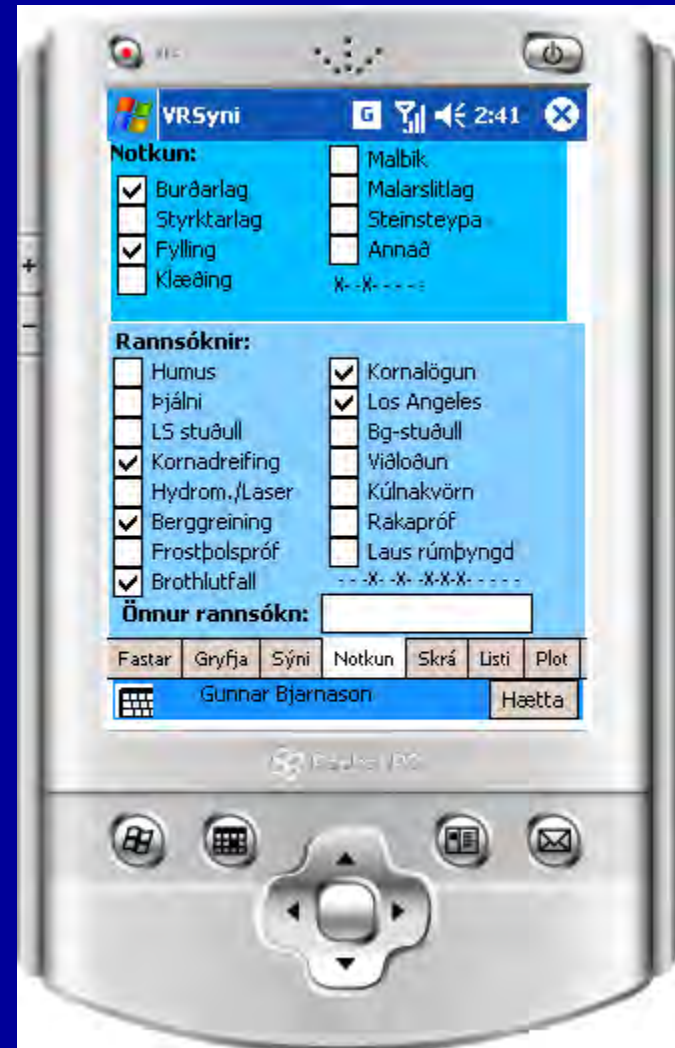 VRSyni G 2:41
Notkun:
Burðarlag
Styrktarlag
Fylling
Klæðing
Malbik
Malarslitlag
Steinsteypa
Annað
X- -X- - - - :
Rannsóknir:
Humus
Þjálni
LS stuðull
Kornadreifing
Hydrom./Laser
Berggreining
Frostþolspróf
Brothlutfall
Kornalögun
Los Angeles
Bg-stuðull
Viðloðun
Kúlnakvörn
Rakapróf
Laus rúmþyngd
- - -X- -X- -X-X-X- - - - -
Önnur rannsókn:
Fastar Gryfja Sýni Notkun Skrá Listi Plot
Gunnar Bjarnason Hætta